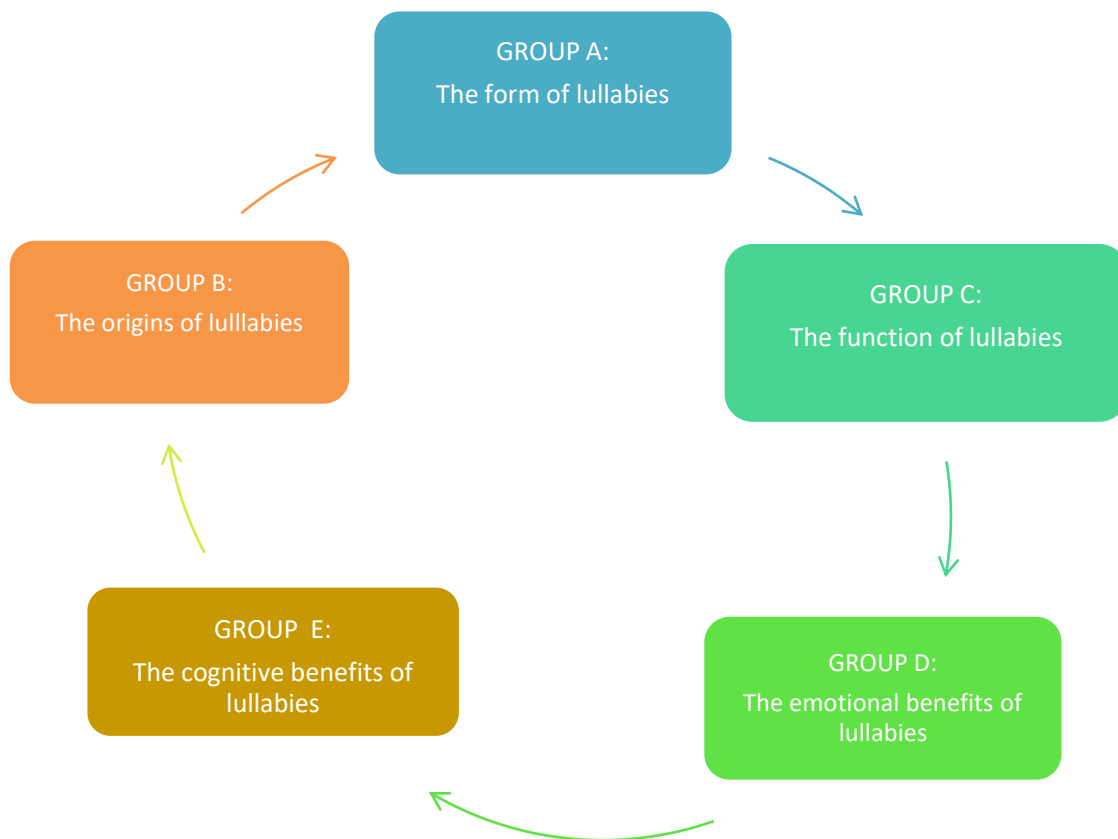 GROUP A:
The form of lullabies
GROUP B:
The origins of lulllabies
GROUP C:
The function of lullabies
GROUP  E:
The cognitive benefits of
lullabies
GROUP D:
The emotional benefits of
lullabies